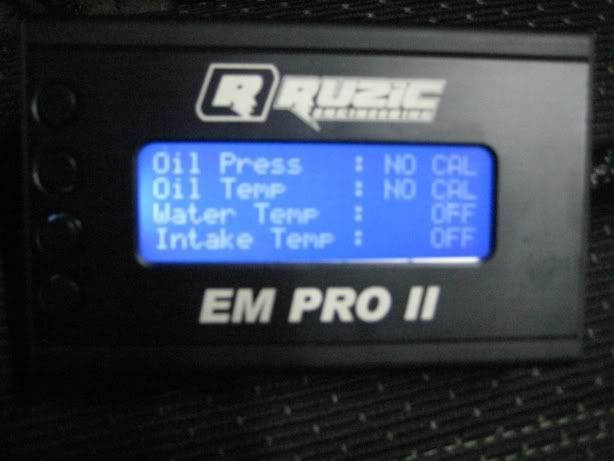 R RUZIC
ENGINEERING
Oil Press : NO CAL
Oil Temp : NO CAL
Water Temp : OFF
Intake Temp : OFF
EM PRO II